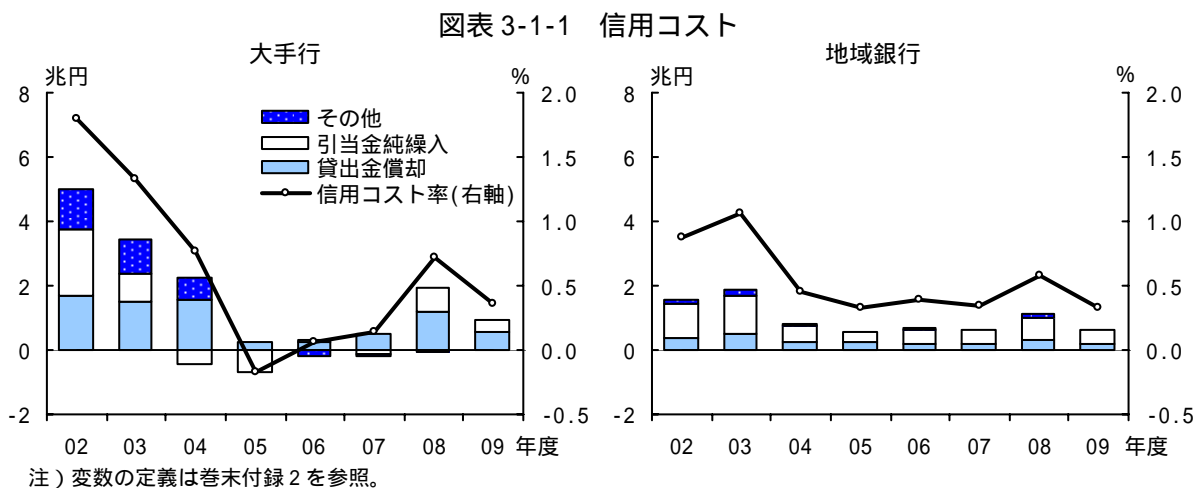 図表 3-1-1　信用コスト
大手行
兆円
%
8
6
4
2
0
-2
2.0
1.5
1.0
0.5
0.0
-0.5
その他
引当金純繰入
貸出金償却
信用コスト率(右軸)
02 03 04 05 06 07 08 09 年度
地域銀行
兆円
%
8
6
4
2
0
-2
2.0
1.5
1.0
0.5
0.0
-0.5
02 03 04 05 06 07 08 09 年度
注）変数の定義は巻末付録２を参照。